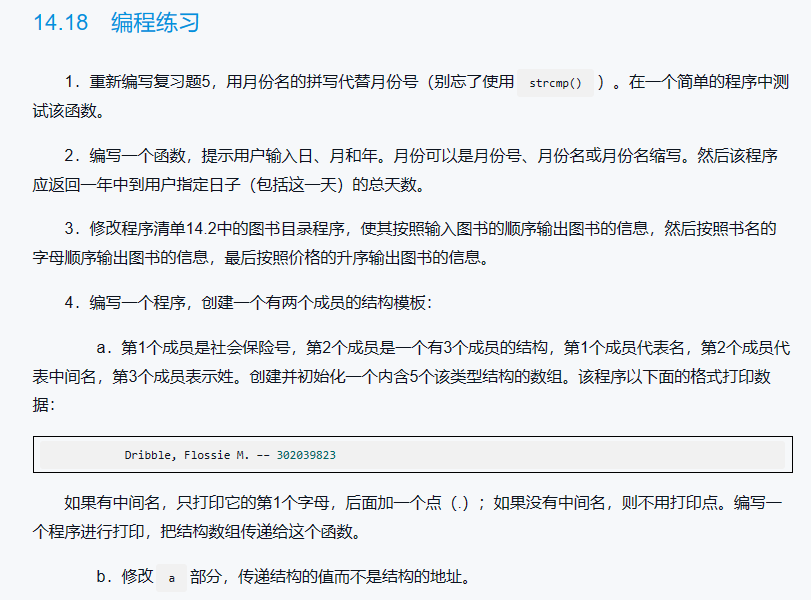 14.18 编程练习
1．重新编写复习题5，用月份名的拼写代替月份号（别忘了使用 strcmp() ）。在一个简单的程序中测
试该函数。
2．编写一个函数，提示用户输入日、月和年。月份可以是月份号、月份名或月份名缩写。然后该程序
应返回一年中到用户指定日子（包括这一天）的总天数。
3．修改程序清单14.2中的图书目录程序，使其按照输入图书的顺序输出图书的信息，然后按照书名的
字母顺序输出图书的信息，最后按照价格的升序输出图书的信息。
4．编写一个程序，创建一个有两个成员的结构模板：
a．第1个成员是社会保险号，第2个成员是一个有3个成员的结构，第1个成员代表名，第2个成员代
表中间名，第3个成员表示姓。创建并初始化一个内含5个该类型结构的数组。该程序以下面的格式打印数
据：
Dribble, Flossie M. -- 302039823
如果有中间名，只打印它的第1个字母，后面加一个点（.）；如果没有中间名，则不用打印点。编写一
个程序进行打印，把结构数组传递给这个函数。
b．修改 a 部分，传递结构的值而不是结构的地址。